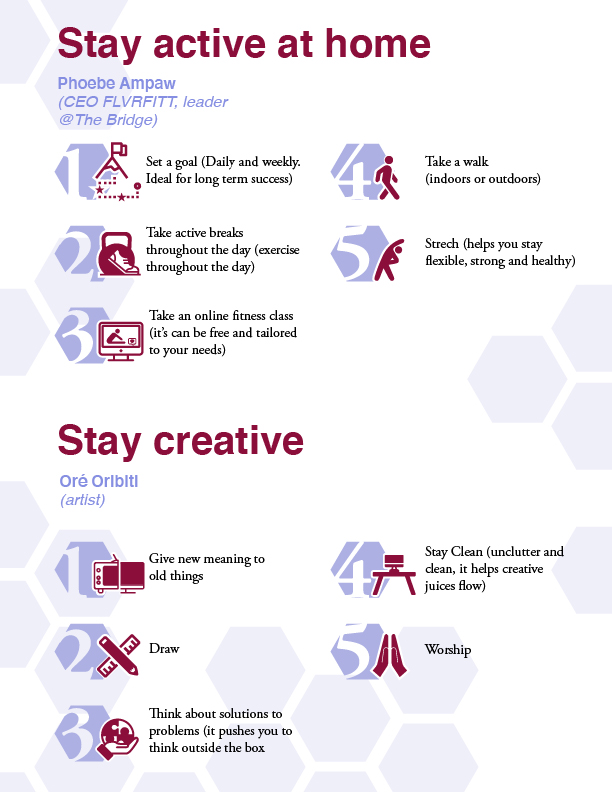 Stay active at home
Phoebe Ampaw
(CEO FLVRFITT, leader
@The Bridge)
1
Set a goal (Daily and weekly.
Ideal for long term success)
2
Take active breaks
throughout the day (exercise
throughout the day)
3
Take an online fitness class
(it's can be free and tailored
to your needs)
4
Take a walk
(indoors or outdoors)
5
Strech (helps you stay
flexible, strong and healthy)
Stay creative
Oré Oribiti
(artist)
1
Give new meaning to
old things
2
Draw
3
Think about solutions to
problems (it pushes you to
think outside the box
4
Stay Clean (unclutter and
clean, it helps creative
juices flow)
5
Worship